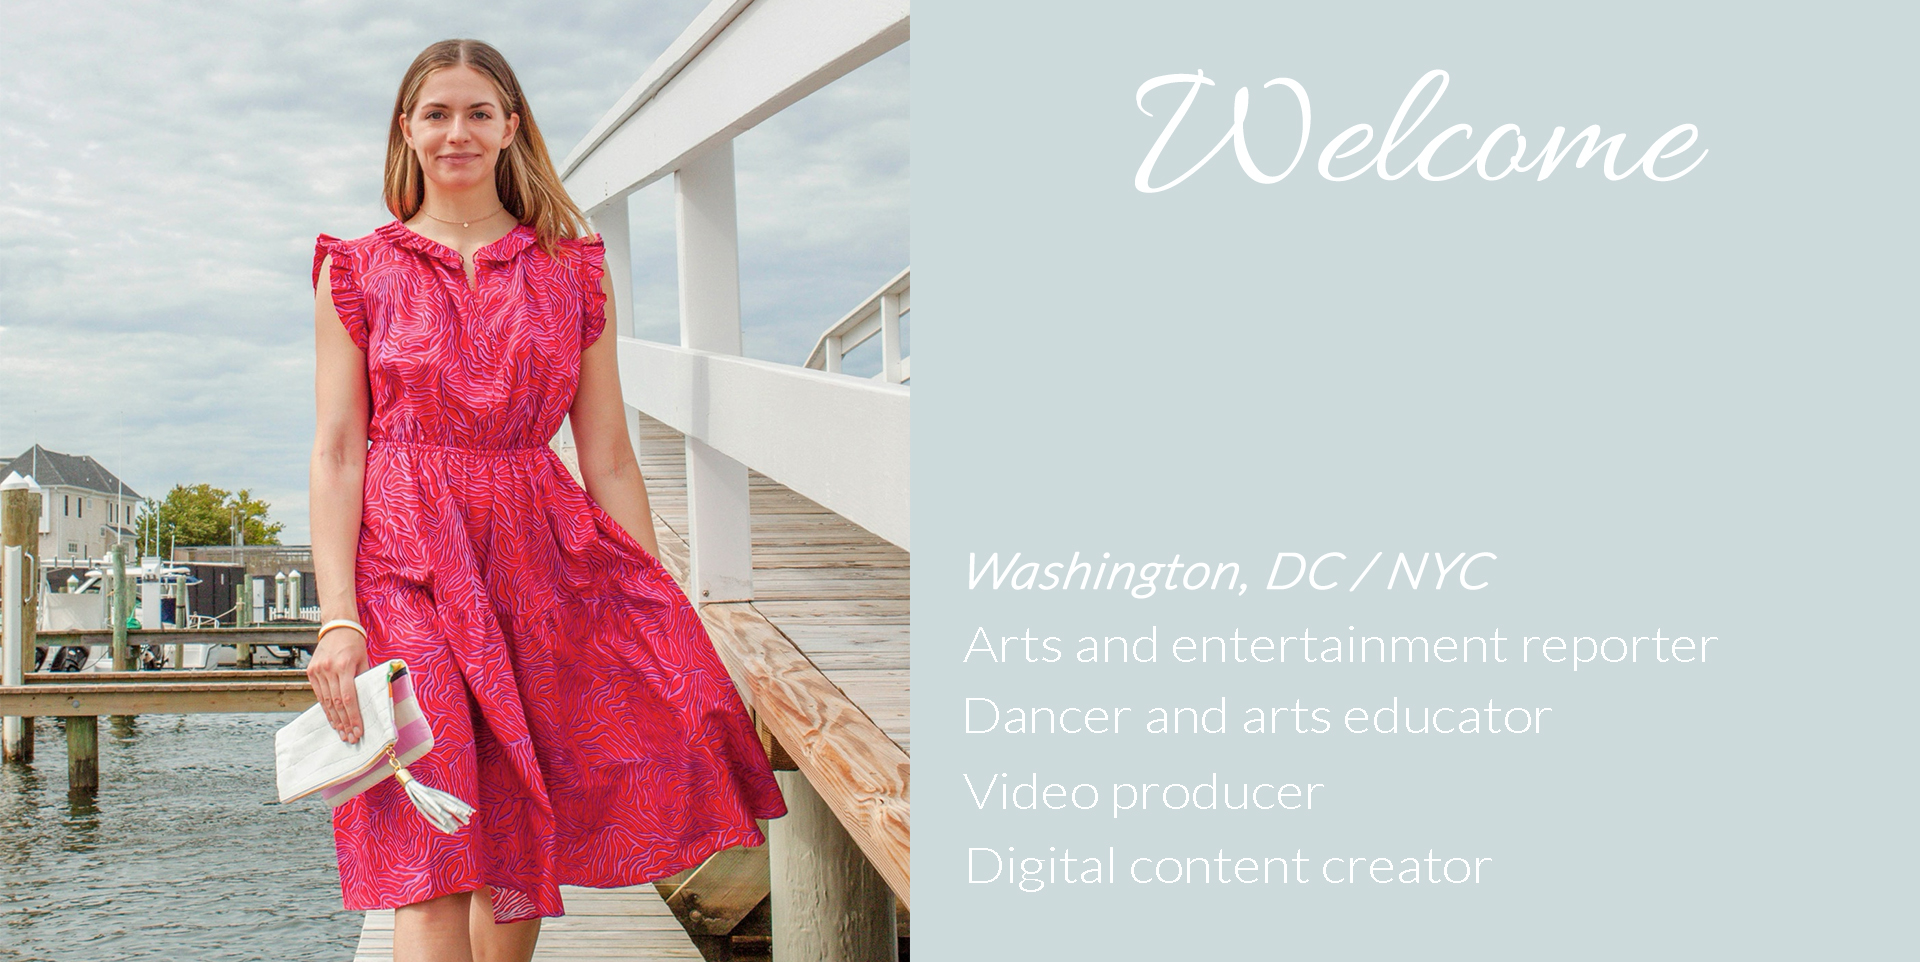 Welcome
Washington, DC / NYC
Arts and entertainment reporter
Dancer and arts educator
Video producer
Digital content creator